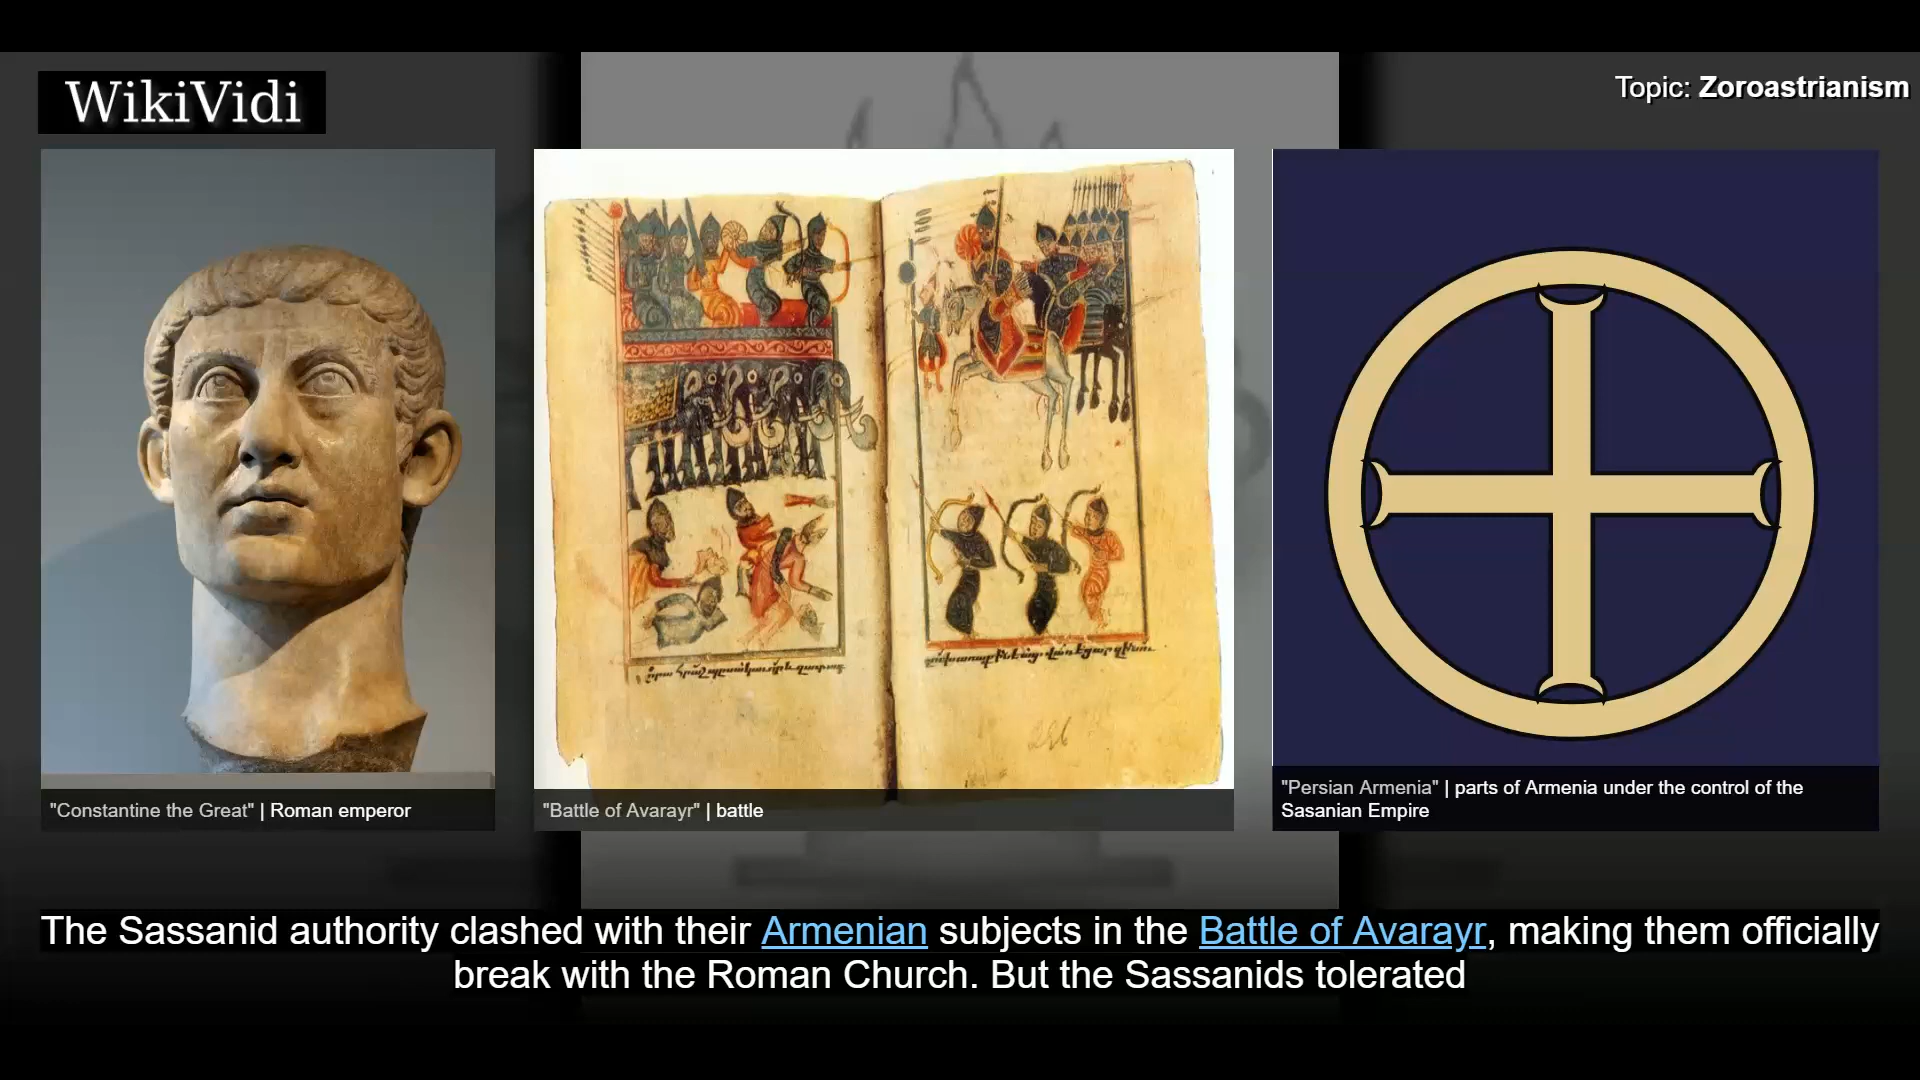 WikiVidi
Topic: Zoroastrianism
"Constantine the Great" | Roman emperor
"Battle of Avarayr" | battle
"Persian Armenia" | parts of Armenia under the control of the
Sasanian Empire
The Sassanid authority clashed with their Armenian subjects in the Battle of Avarayr, making them officially
break with the Roman Church. But the Sassanids tolerated